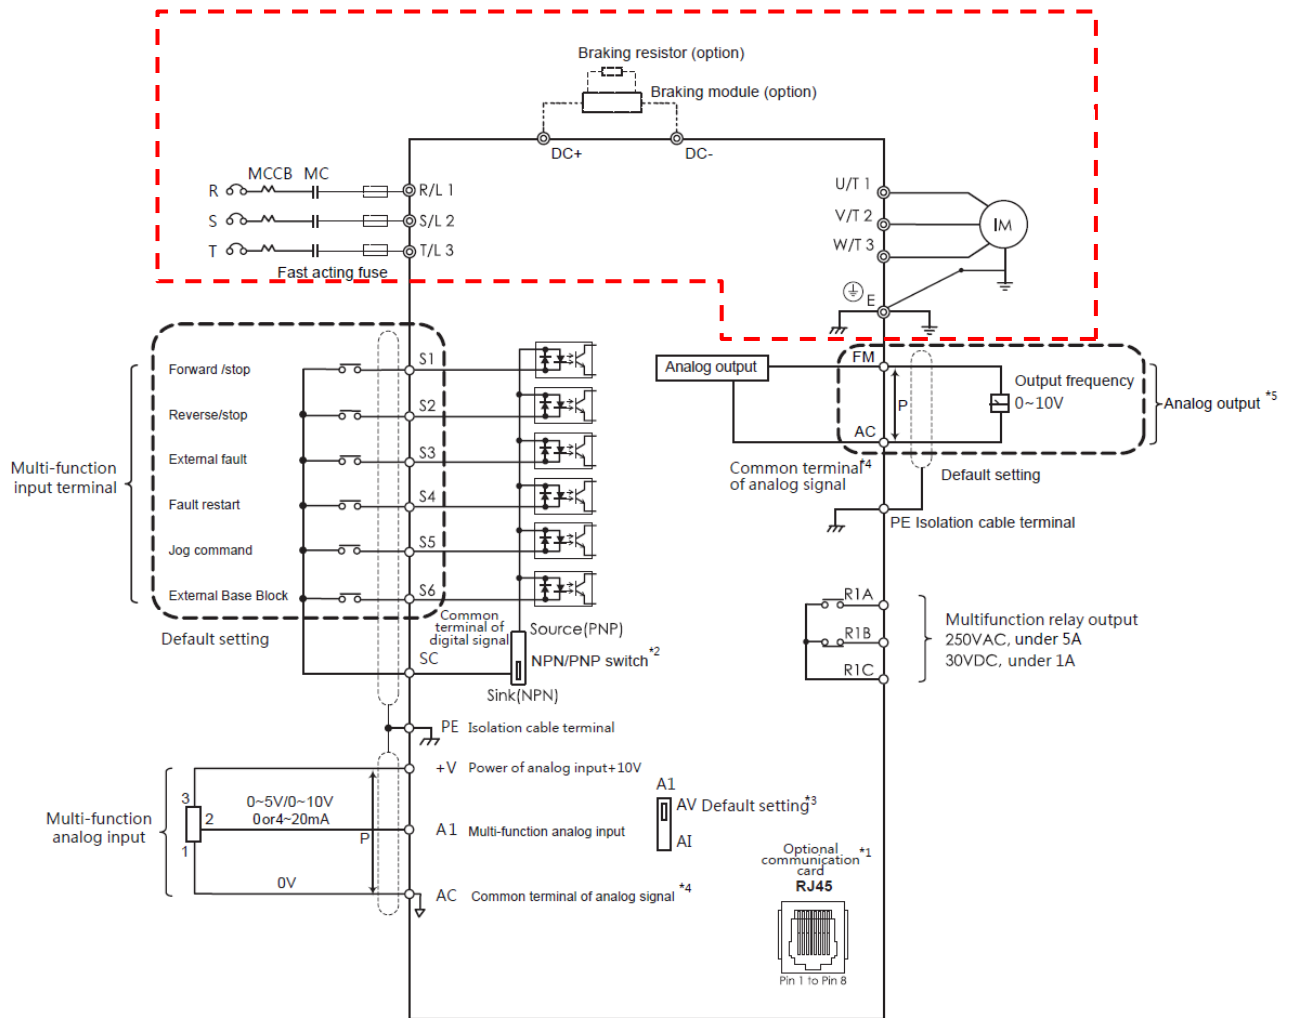 Braking resistor (option)
Braking module (option)
DC+
DC-
MCCB
MC
R
R/L 1
S
S/L 2
T
T/L 3
Fast acting fuse
U/T 1
V/T 2
W/T 3
IM
E
Multi-function
input terminal
Forward /stop
S1
Reverse/stop
S2
External fault
S3
Fault restart
S4
Jog command
S5
External Base Block
S6
Default setting
Common
terminal of
digital signal
SC
Source(PNP)
NPN/PNP switch*2
Sink(NPN)
PE Isolation cable terminal
Analog output
FM
P
AC
Output frequency
0~10V
Analog output *5
Common terminal*4
of analog signal
Default setting
PE Isolation cable terminal
R1A
R1B
R1C
Multifunction relay output
250VAC, under 5A
30VDC, under 1A
Multi-function
analog input
3
2
1
0~5V/0~10V
0or4~20mA
P
0V
+V Power of analog input+10V
A1 Multi-function analog input
AC Common terminal of analog signal *4
A1
AV Default setting*3
AI
Optional
communication *1
card
RJ45
Pin 1 to Pin 8